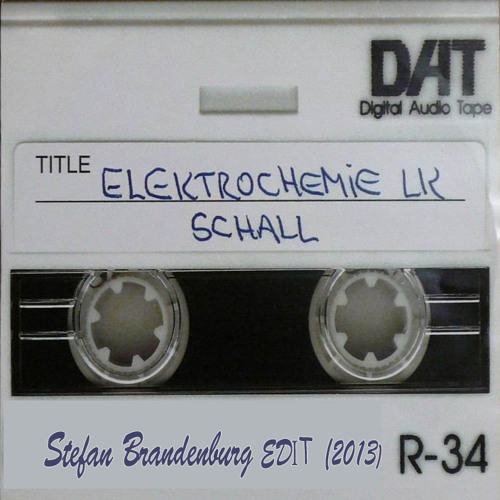 DAT
Digital Audio Tape
TITLE ELEKTROCHEMiE LK
SCHALL
Stefan Brandenburg EDIT (2013) R-34